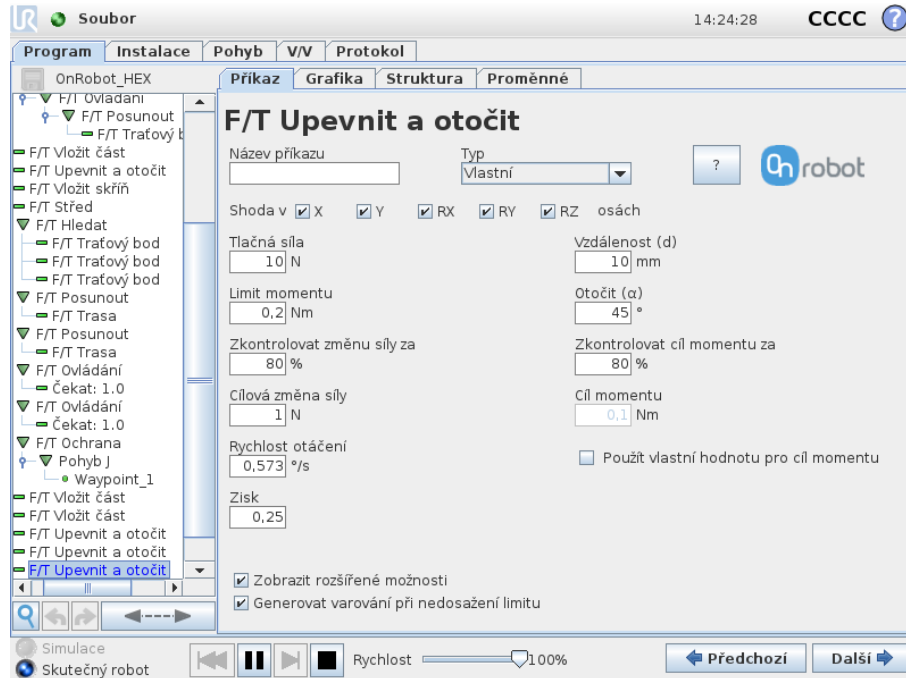 Soubor
14:24:28
CCCC
?
Program
Instalace
Pohyb
V/V
Protokol
OnRobot_HEX
Příkaz
Grafika
Struktura
Proměnné
F/T Ovládání
F/T Posunout
F/T Traťový b
F/T Vložit část
F/T Upevnit a otočit
F/T Vložit skříň
F/T Střed
F/T Hledat
F/T Traťový bod
F/T Traťový bod
F/T Traťový bod
F/T Posunout
F/T Trasa
F/T Posunout
F/T Trasa
F/T Ovládání
Čekat: 1.0
F/T Ovládání
Čekat: 1.0
F/T Ochrana
Pohyb J
Waypoint_1
F/T Vložit část
F/T Vložit část
F/T Upevnit a otočit
F/T Upevnit a otočit
F/T Upevnit a otočit
F/T Upevnit a otočit
Název příkazu
Typ
Vlastní
?
On robot
Shoda v X Y RX RY RZ osách
Tlačná síla
10 N
Vzdálenost (d)
10 mm
Limit momentu
0,2 Nm
Otočit (α)
45 °
Zkontrolovat změnu síly za
80 %
Zkontrolovat cíl momentu za
80 %
Cílová změna síly
1 N
Cíl momentu
0,1 Nm
Rychlost otáčení
0,573 °/s
Použít vlastní hodnotu pro cíl momentu
Zisk
0,25
Zobrazit rozšířené možnosti
Generovat varování při nedosažení limitu
Simulace
Skutečný robot
Rychlost
100%
Předchozí
Další